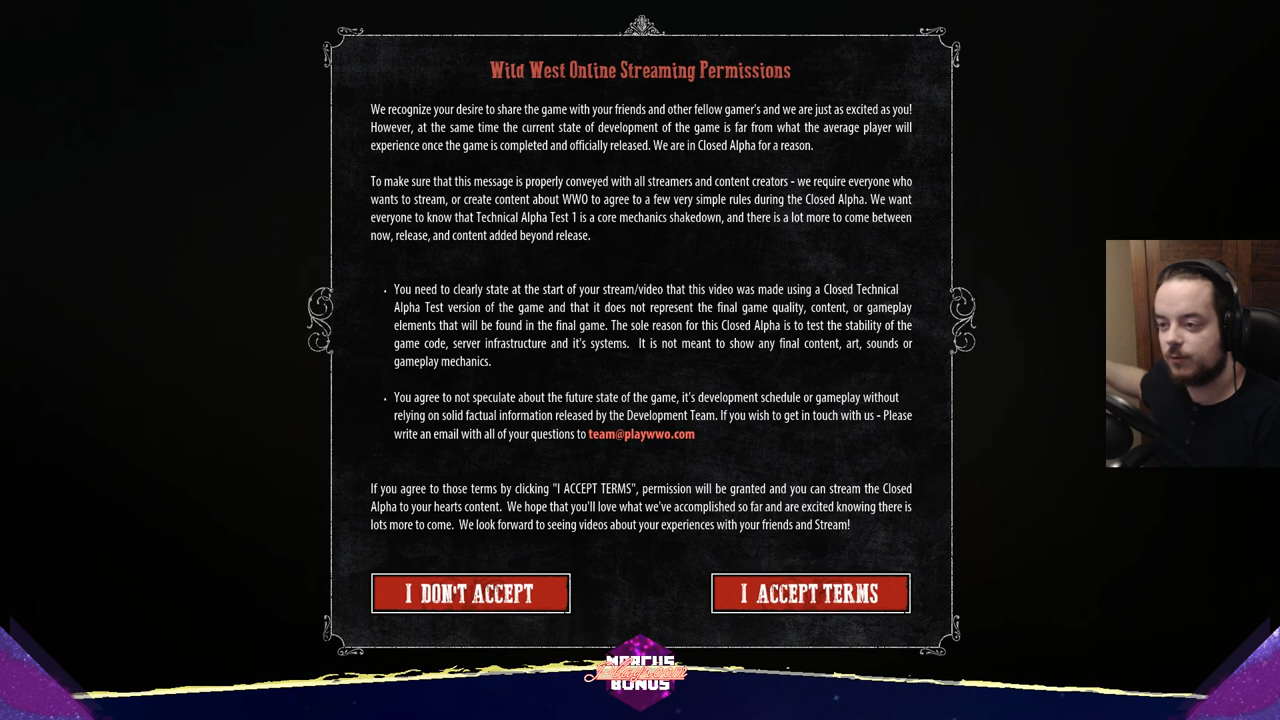 Wild West Online Streaming Permissions
We recognize your desire to share the game with your friends and other fellow gamer's and we are just as excited as you!
However, at the same time the current state of development of the game is far from what the average player will
experience once the game is completed and officially released. We are in Closed Alpha for a reason.
To make sure that this message is properly conveyed with all streamers and content creators - we require everyone who
wants to stream, or create content about WWO to agree to a few very simple rules during the Closed Alpha. We want
everyone to know that Technical Alpha Test 1 is a core mechanics shakedown, and there is a lot more to come between
now, release, and content added beyond release.
• You need to clearly state at the start of your stream/video that this video was made using a Closed Technical
Alpha Test version of the game and that it does not represent the final game quality, content, or gameplay
elements that will be found in the final game. The sole reason for this Closed Alpha is to test the stability of the
game code, server infrastructure and it's systems. It is not meant to show any final content, art, sounds or
gameplay mechanics.
• You agree to not speculate about the future state of the game, it's development schedule or gameplay without
relying on solid factual information released by the Development Team. If you wish to get in touch with us - Please
write an email with all of your questions to team@playwwo.com
If you agree to those terms by clicking "I ACCEPT TERMS", permission will be granted and you can stream the Closed
Alpha to your hearts content. We hope that you'll love what we've accomplished so far and are excited knowing there is
lots more to come. We look forward to seeing videos about your experiences with your friends and Stream!
I DON'T ACCEPT
I ACCEPT TERMS
BONUS